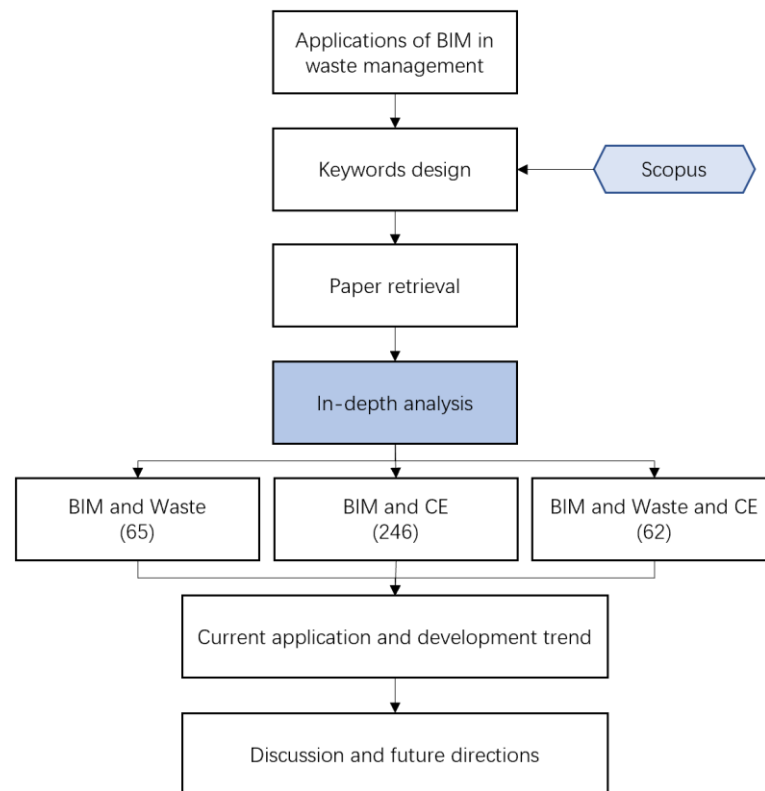 Applications of BIM in
waste management
Keywords design
Scopus
Paper retrieval
In-depth analysis
BIM and Waste
(65)
BIM and CE
(246)
BIM and Waste and CE
(62)
Current application and development trend
Discussion and future directions